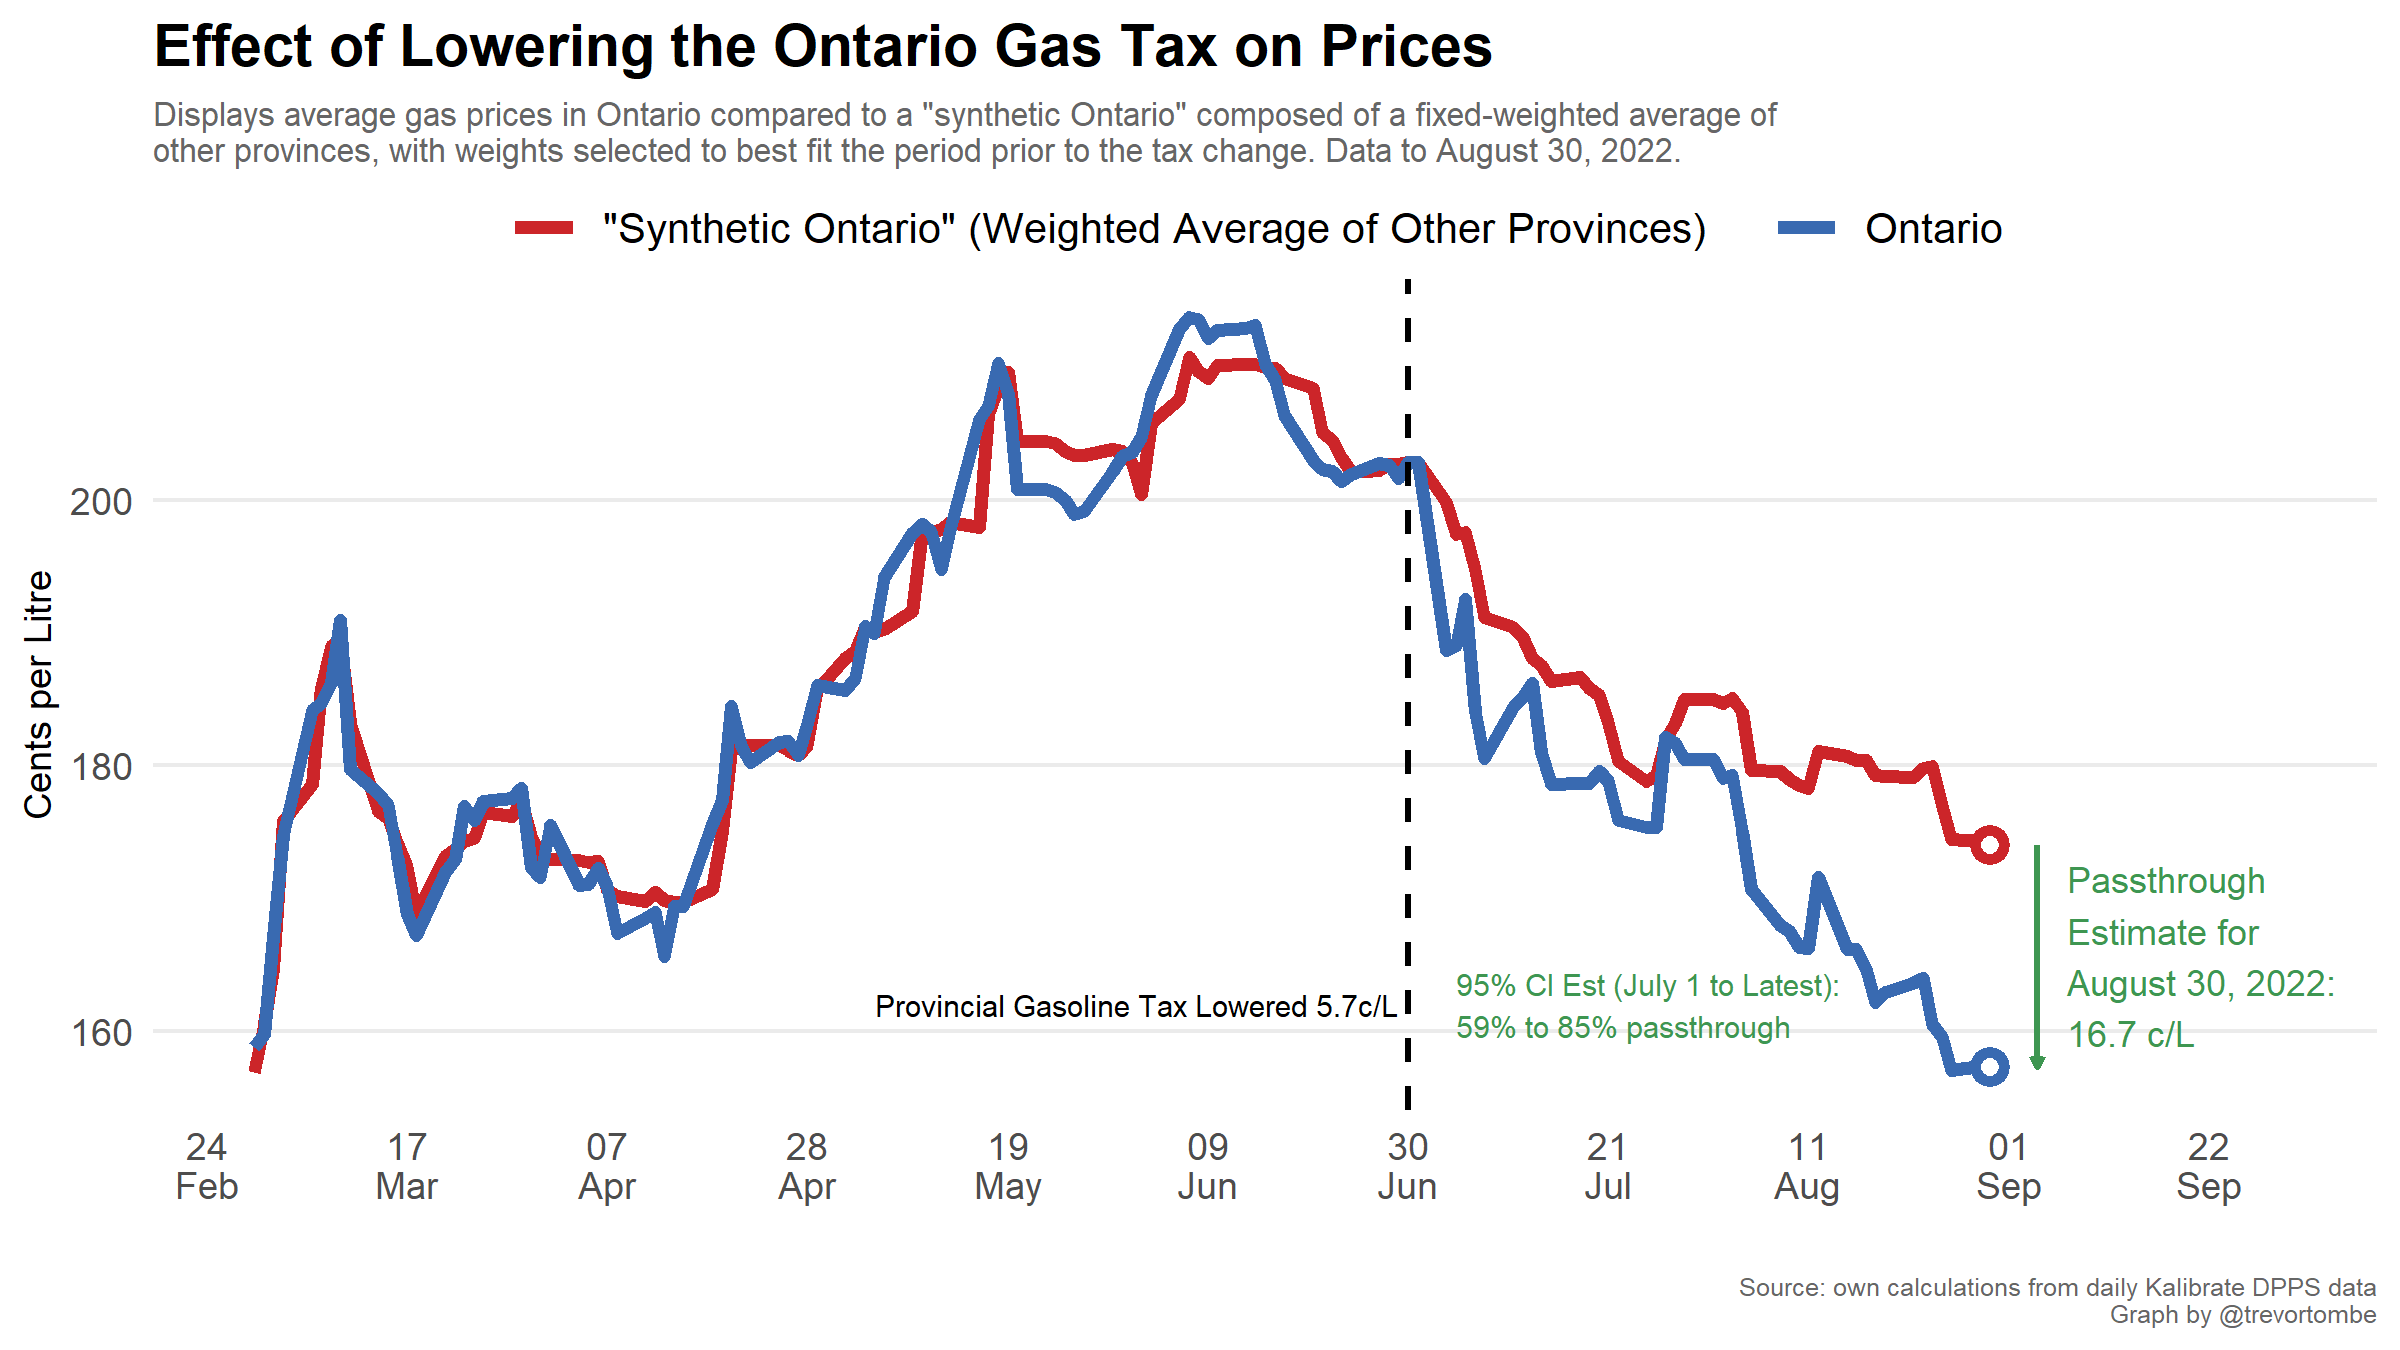 Effect of Lowering the Ontario Gas Tax on Prices
Displays average gas prices in Ontario compared to a "synthetic Ontario" composed of a fixed-weighted average of
other provinces, with weights selected to best fit the period prior to the tax change. Data to August 30, 2022.
"Synthetic Ontario" (Weighted Average of Other Provinces) Ontario
Cents per Litre
200
180
160
Passthrough
Estimate for
August 30, 2022:
16.7 c/L
95% CI Est (July 1 to Latest):
59% to 85% passthrough
Provincial Gasoline Tax Lowered 5.7c/L
24 17 07 28 19 09 30 21 11 01 22
Feb Mar Apr Apr May Jun Jun Jul Aug Sep Sep
Source: own calculations from daily Kalibrate DPPS data
Graph by @trevortombe